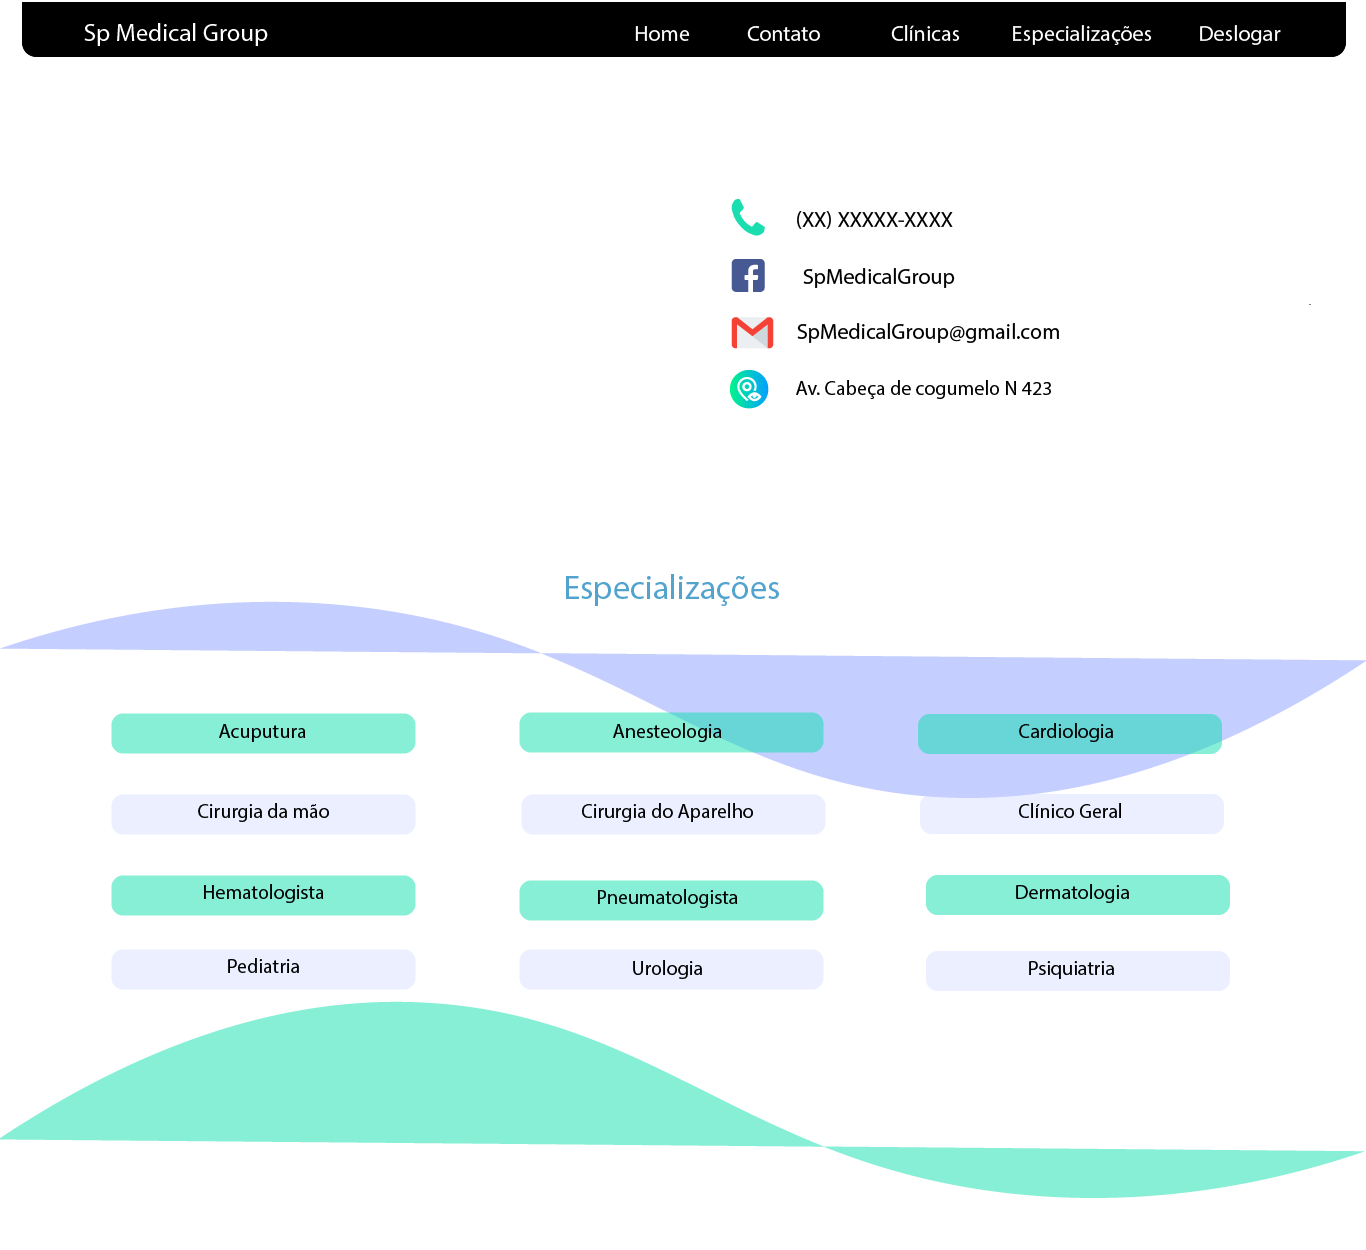 Sp Medical Group
Home Contato Clínicas Especializações Deslogar
(XX) XXXXX-XXXX
SpMedicalGroup
SpMedicalGroup@gmail.com
Av. Cabeça de cogumelo N 423
Especializações
Acuputura Anesteologia Cardiologia
Cirurgia da mão Cirurgia do Aparelho Clínico Geral
Hematologista Pneumatologista Dermatologia
Pediatria Urologia Psiquiatria